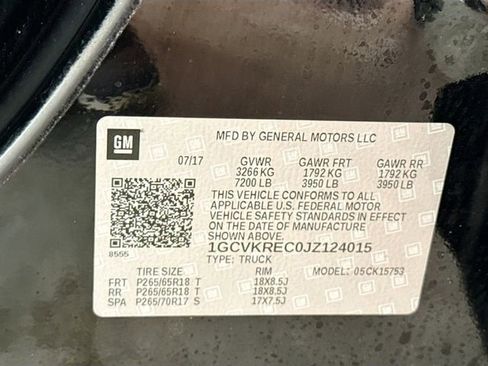 GM
MFD BY GENERAL MOTORS LLC
07/17 GVWR GAWR FRT GAWR RR
3266 KG 1792 KG 1792 KG
7200 LB 3950 LB 3950 LB
THIS VEHICLE CONFORMS TO ALL
APPLICABLE U.S. FEDERAL MOTOR
VEHICLE SAFETY STANDARDS IN EFFECT
ON THE DATE OF MANUFACTURE SHOWN ABOVE.
1GCVKREC0JZ124015
8555
TYPE: TRUCK MODEL: 05CK15753
TIRE SIZE RIM
FRT P265/65R18 T 18X8.5J
RR P265/65R18 T 18X8.5J
SPA P265/70R17 S 17X7.5J